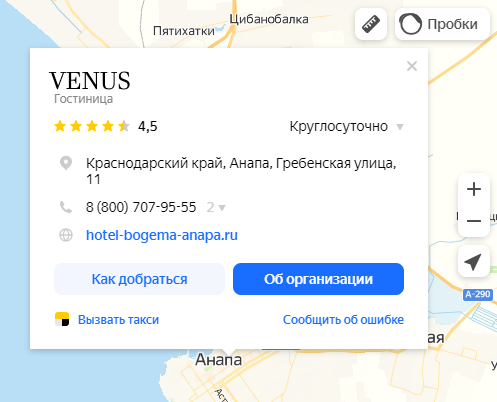 Цибанобалка
Пятихатки
Пробки
VENUS
Гостиница
4,5
Круглосуточно
Краснодарский край, Анапа, Гребенская улица,
11
8 (800) 707-95-55 2
hotel-bogema-anapa.ru
Как добраться
Об организации
А-290
Вызвать такси
Сообщить об ошибке
Анапа